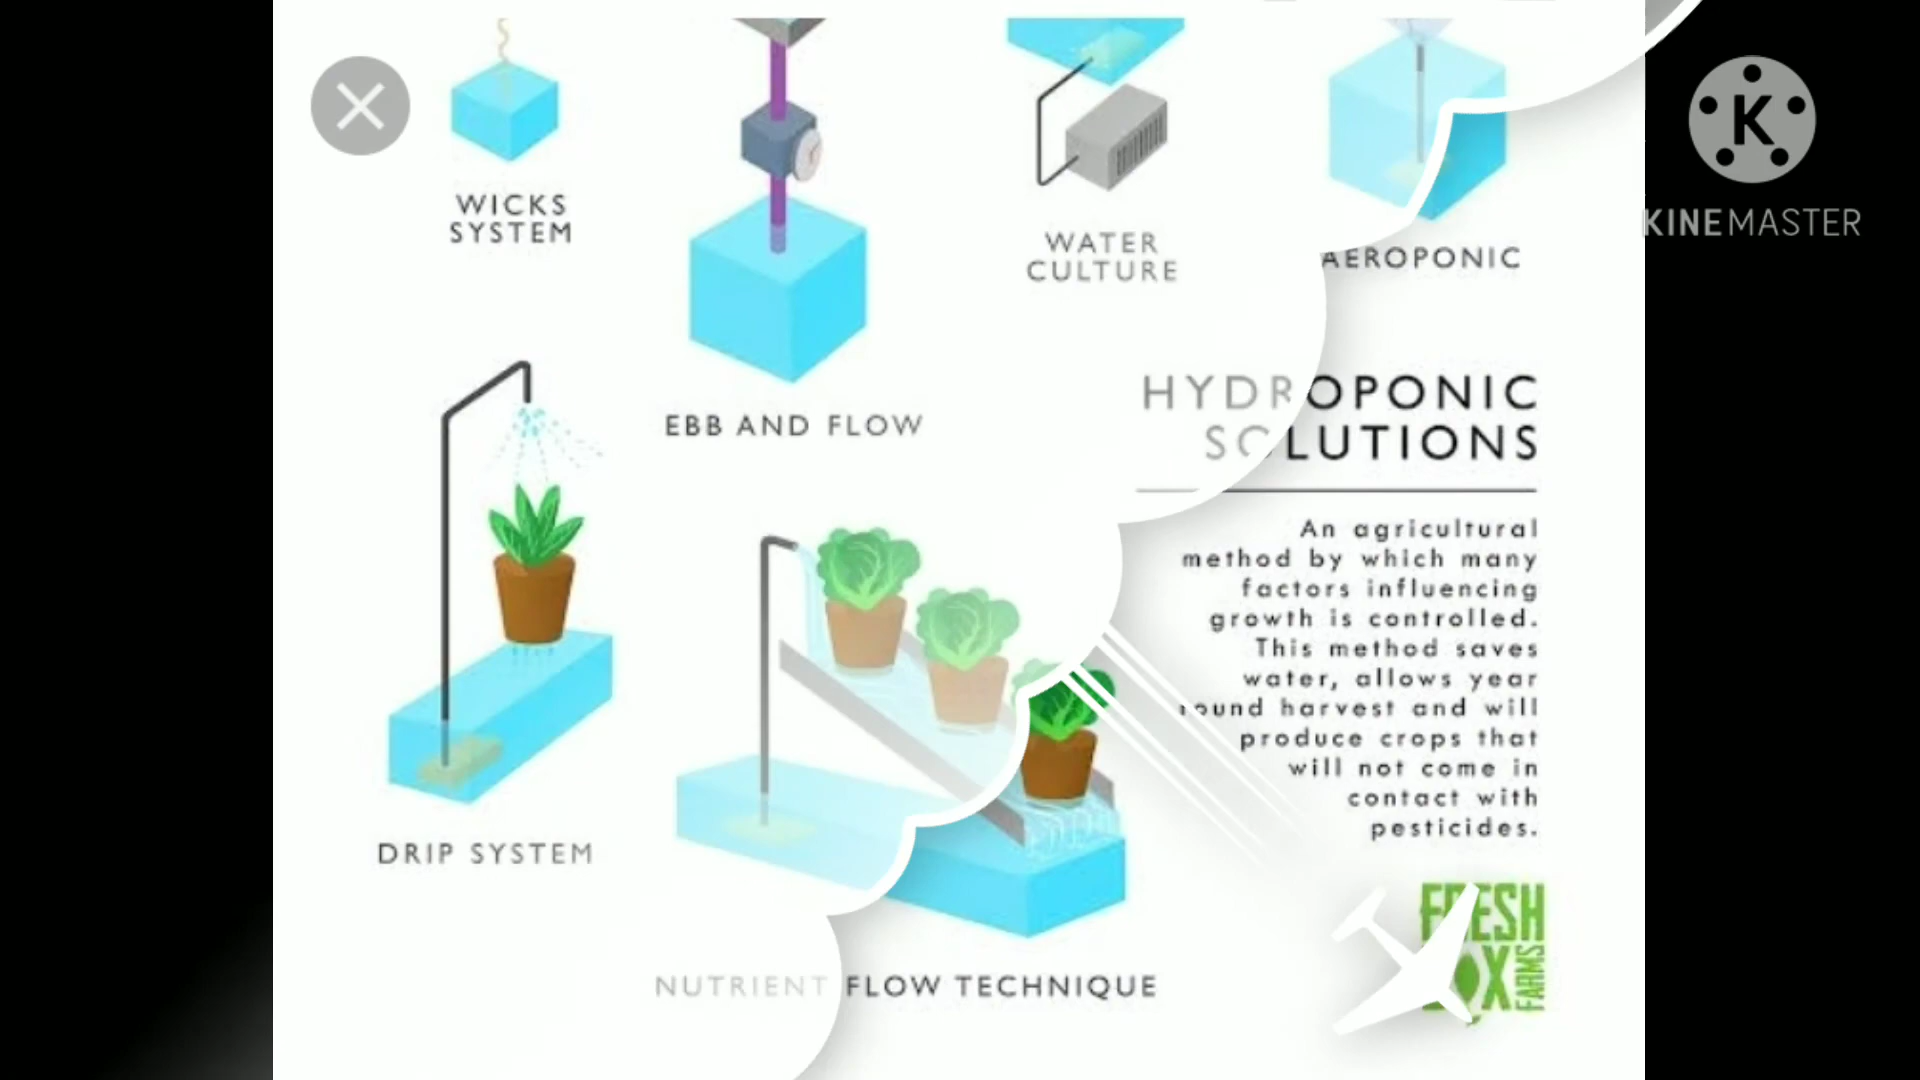 WICKS
SYSTEM
WATER
CULTURE
AEROPONIC
EBB AND FLOW
HYDROPONIC
SOLUTIONS
An agricultural
method by which many
factors influencing
growth is controlled.
This method saves
water, allows year
round harvest and will
produce crops that
will not come in
contact with
pesticides.
DRIP SYSTEM
NUTRIENT FLOW TECHNIQUE
FRESH
BOX
FARMS
K
KINEMASTER